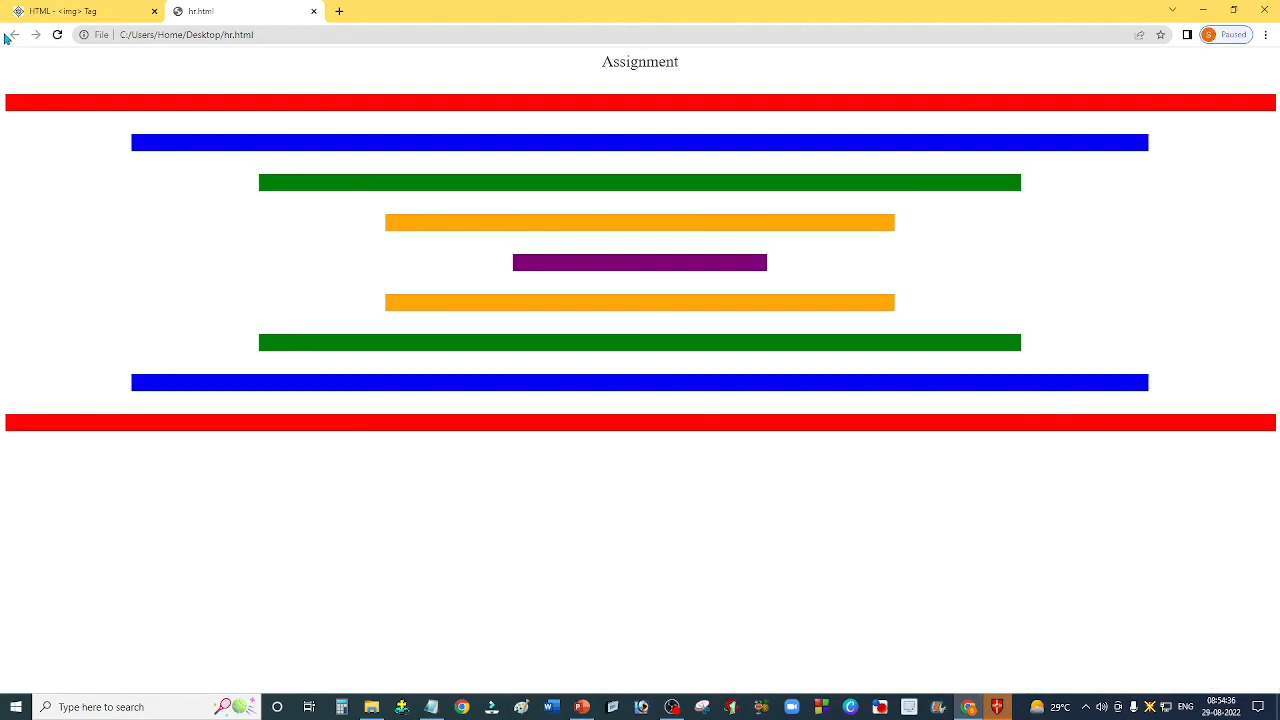 HTML - <img> Tag
hr.html
File
C:/Users/Home/Desktop/hr.html
S
Paused
Assignment
Type here to search
29°C
ENG
08:54:36
29-08-2022